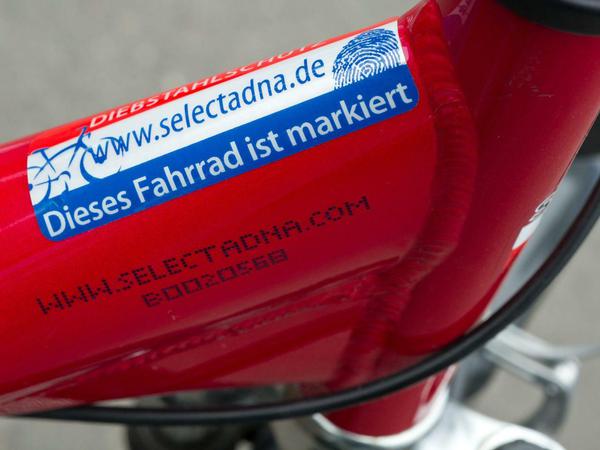 DIEBSTAHLSCHUTZ
www.selectadna.de
Dieses Fahrrad ist markiert
WWW.SELECTADNA.COM
B0020568